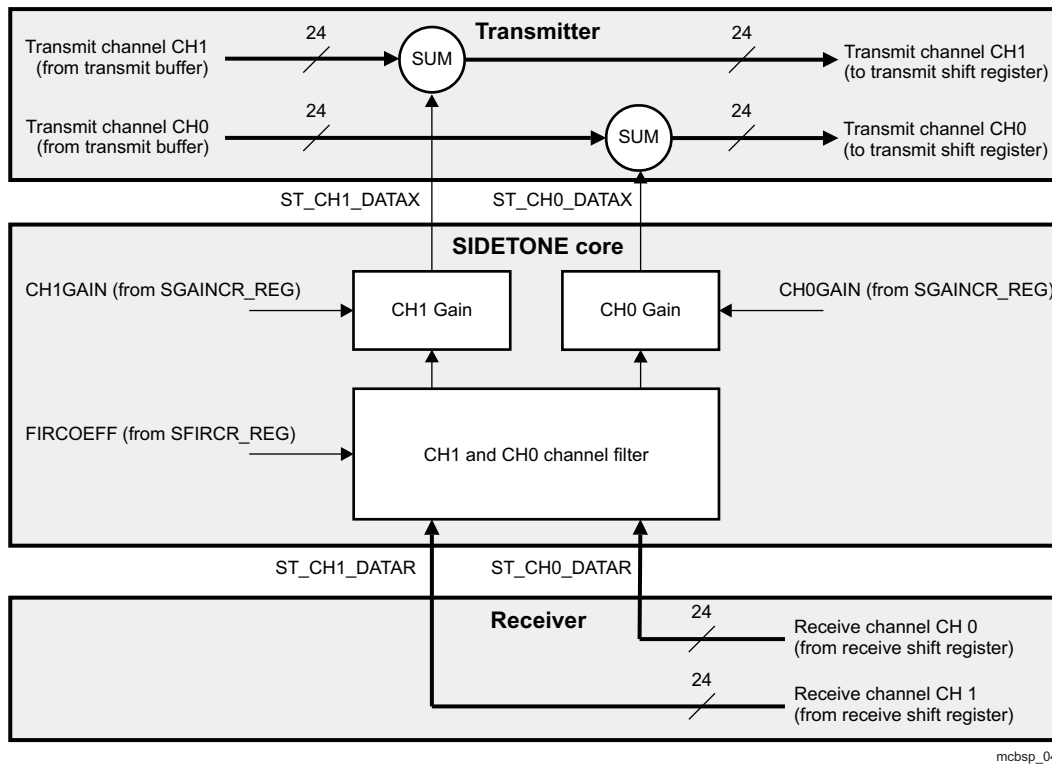 Transmitter
Transmit channel CH1
(from transmit buffer)
24
SUM
24
Transmit channel CH1
(to transmit shift register)
Transmit channel CH0
(from transmit buffer)
24
SUM
24
Transmit channel CH0
(to transmit shift register)
ST_CH1_DATAX
ST_CH0_DATAX
SIDETONE core
CH1GAIN (from SGAINCR_REG)
CH1 Gain
CH0 Gain
CH0GAIN (from SGAINCR_REG)
FIRCOEFF (from SFIRCR_REG)
CH1 and CH0 channel filter
ST_CH1_DATAR
ST_CH0_DATAR
Receiver
24
Receive channel CH 0
(from receive shift register)
24
Receive channel CH 1
(from receive shift register)